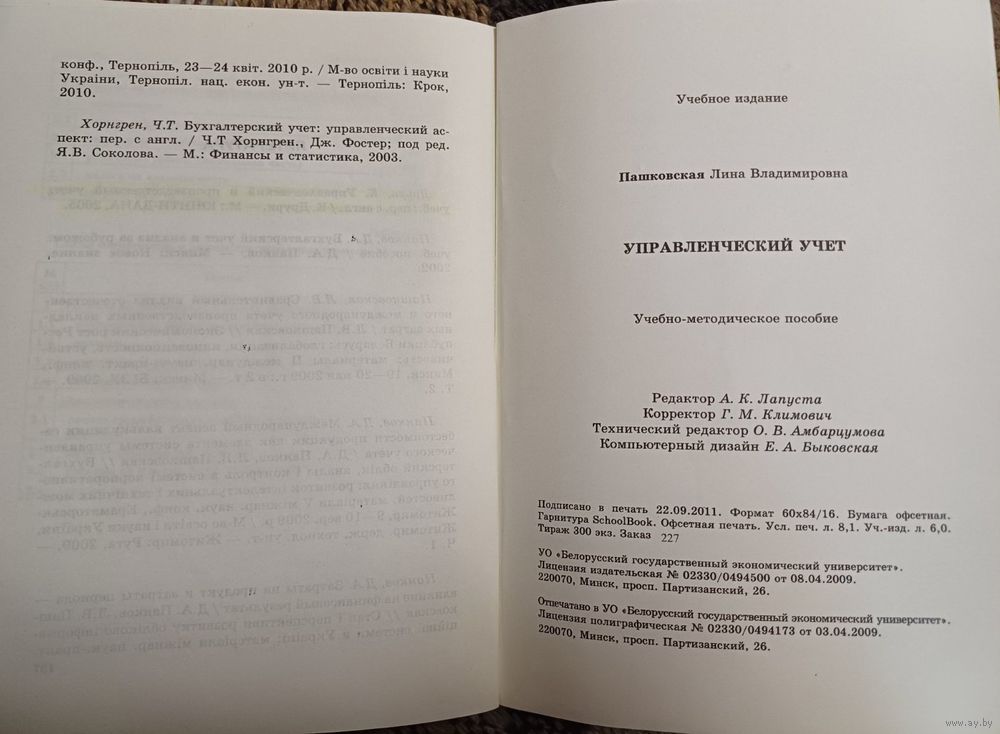 конф., Тернопіль, 23—24 квіт. 2010 р. / М-во освіти і науки
України, Тернопіл. нац. екон. ун-т. — Тернопіль: Крок,
2010.
Хорнгрен, Ч.Т. Бухгалтерский учет: управленческий ас-
пект: пер. с англ. / Ч.Т Хорнгрен., Дж. Фостер; под ред.
Я.В. Соколова. — М.: Финансы и статистика, 2003.
Учебное издание
Пашковская Лина Владимировна
УПРАВЛЕНЧЕСКИЙ УЧЕТ
Учебно-методическое пособие
Редактор А. К. Лапуста
Корректор Г. М. Климович
Технический редактор О. В. Амбарцумова
Компьютерный дизайн Е. А. Быковская
Подписано в печать 22.09.2011. Формат 60х84/16. Бумага офсетная.
Гарнитура SchoolBook. Офсетная печать. Усл. печ. л. 8,1. Уч.-изд. л. 6,0.
Тираж 300 экз. Заказ 227
УО «Белорусский государственный экономический университет».
Лицензия издательская № 02330/0494500 от 08.04.2009.
220070, Минск, просп. Партизанский, 26.
Отпечатано в УО «Белорусский государственный экономический университет».
Лицензия полиграфическая № 02330/0494173 от 03.04.2009.
220070, Минск, просп. Партизанский, 26.
www.ay.by